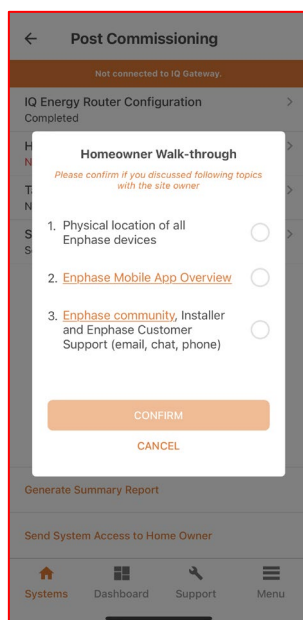 Post Commissioning
Not connected to IQ Gateway.
IQ Energy Router Configuration
Completed
H
N
Homeowner Walk-through
Please confirm if you discussed following topics
with the site owner
T
N
S
S
1. Physical location of all
Enphase devices
2. Enphase Mobile App Overview
3. Enphase community, Installer
and Enphase Customer
Support (email, chat, phone)
CONFIRM
CANCEL
Generate Summary Report
Send System Access to Home Owner
Systems Dashboard Support Menu